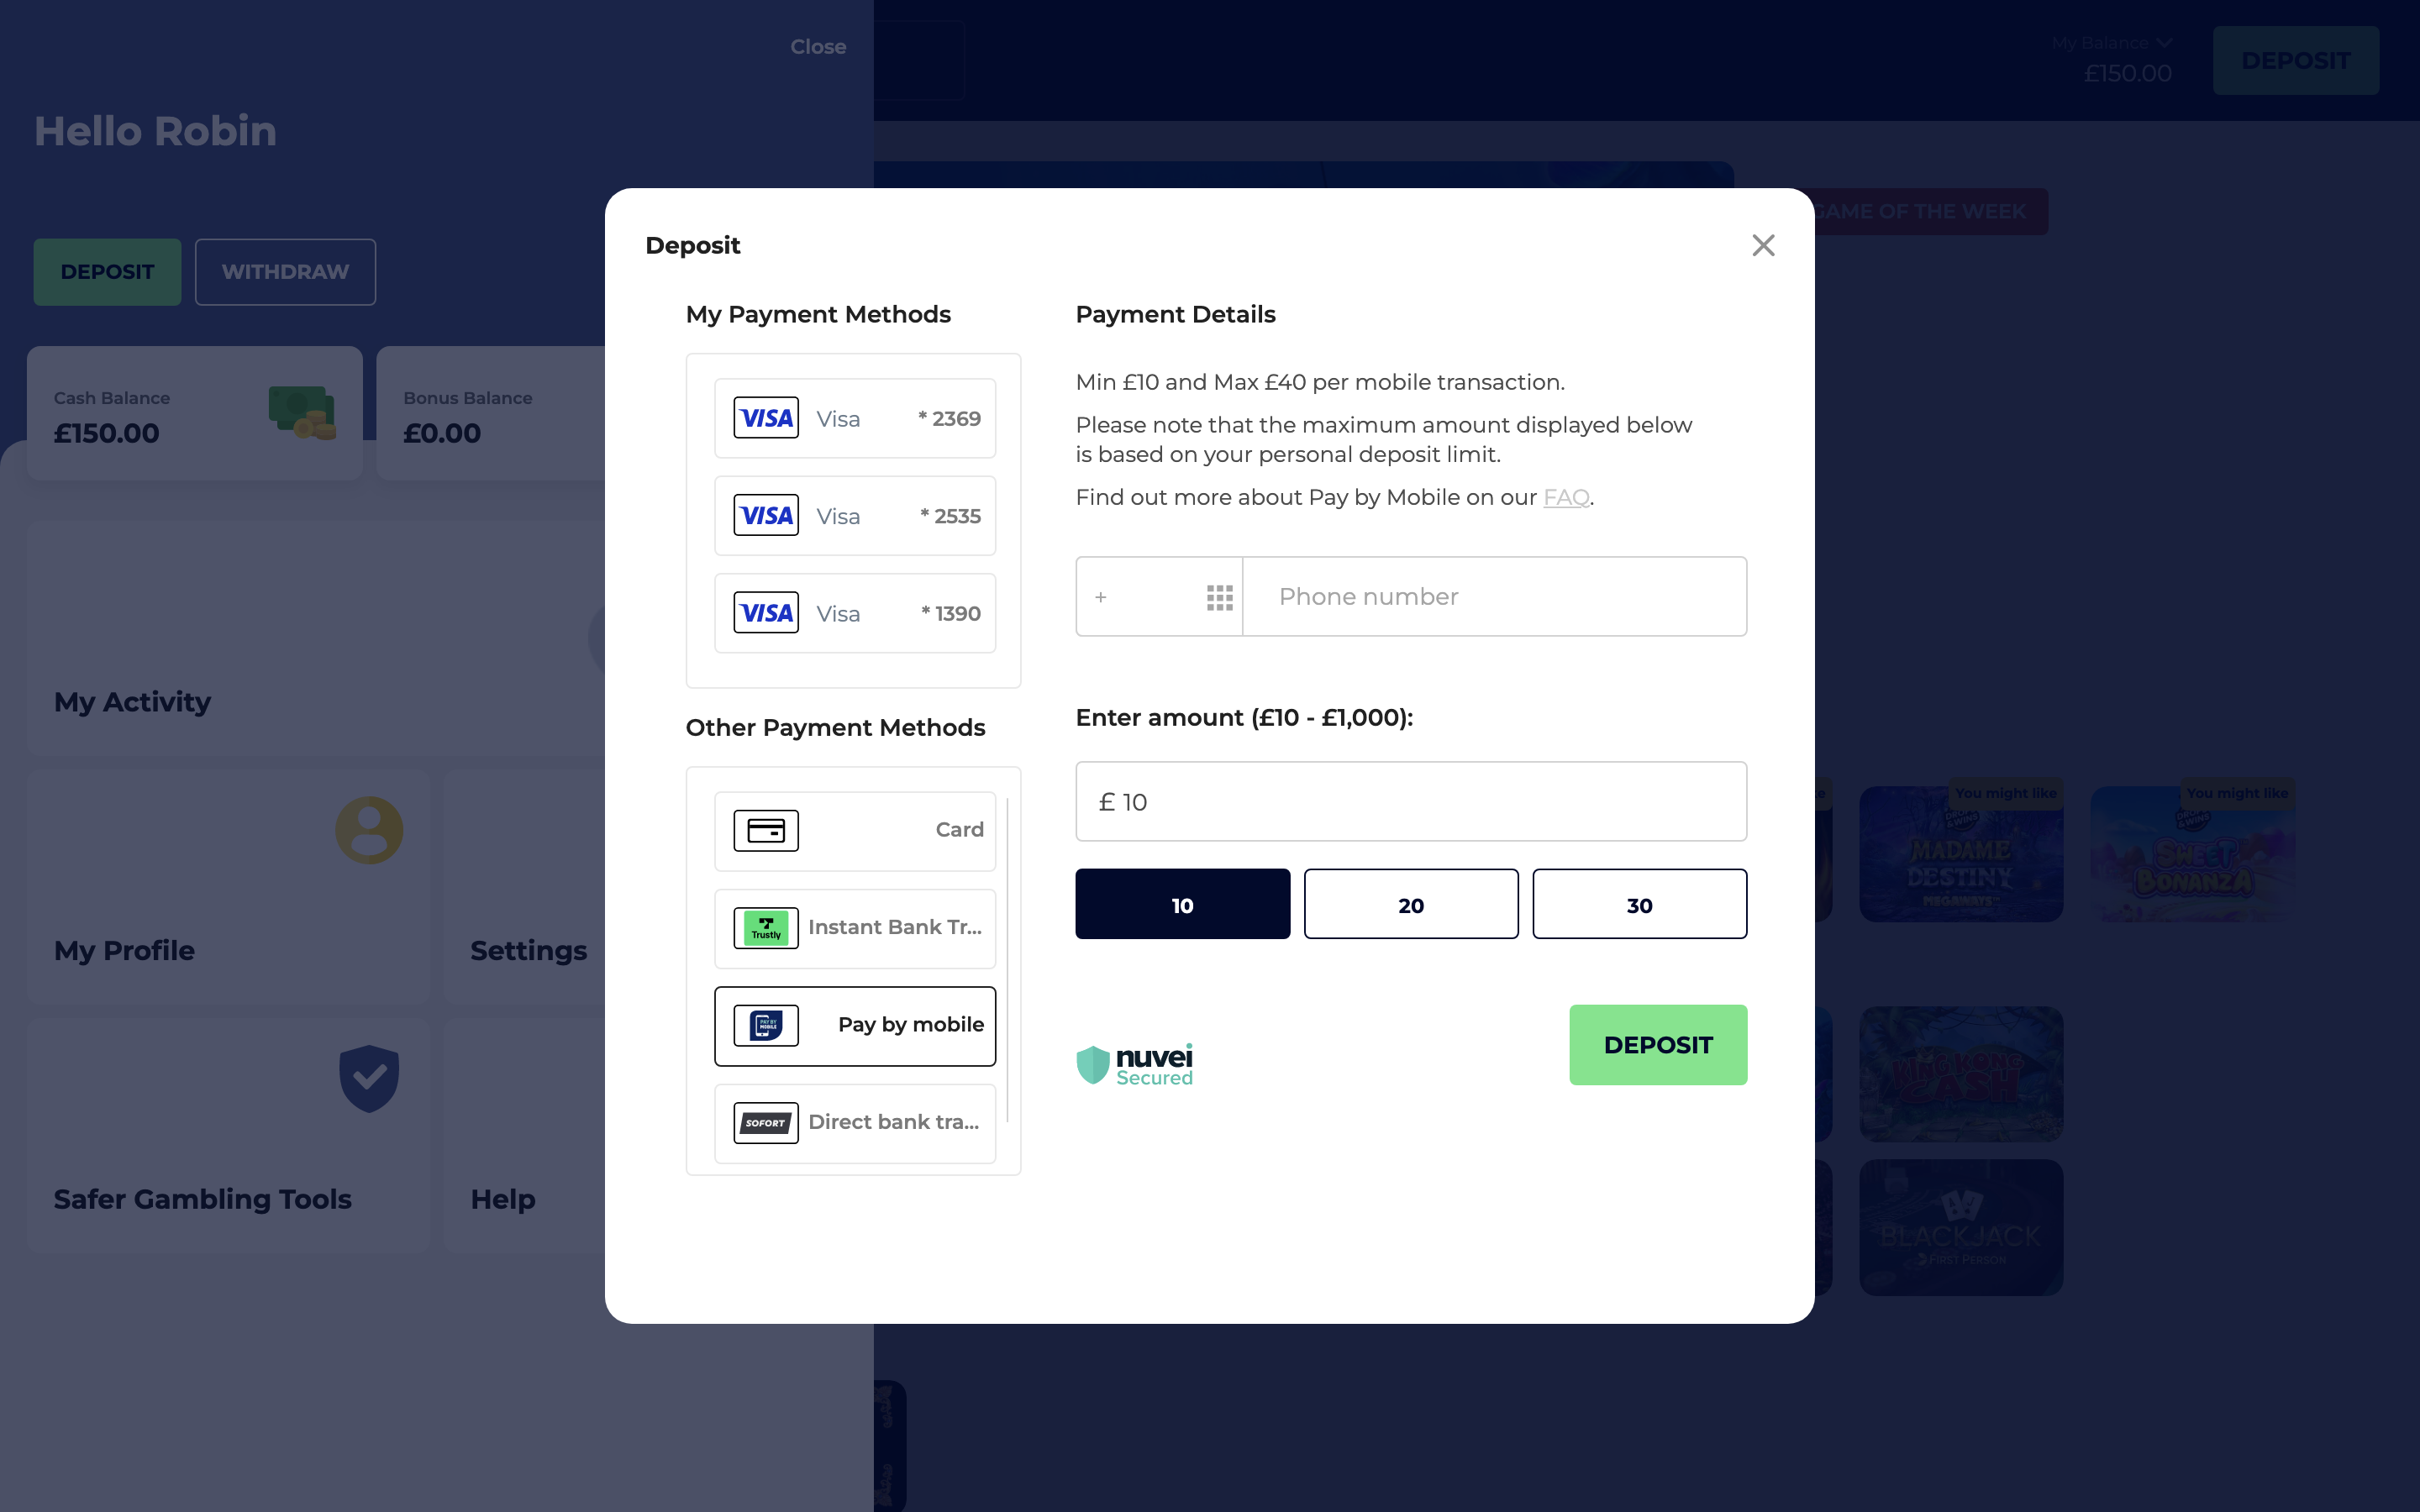 Close
My Balance
£150.00
DEPOSIT
Hello Robin
DEPOSIT
WITHDRAW
Cash Balance
£150.00
Bonus Balance
£0.00
My Activity
My Profile
Settings
Safer Gambling Tools
Help
GAME OF THE WEEK
Deposit
My Payment Methods
VISA Visa * 2369
VISA Visa * 2535
VISA Visa * 1390
Other Payment Methods
Card
Trustly Instant Bank Tr...
PAY BY MOBILE Pay by mobile
SOFORT Direct bank tra...
Payment Details
Min £10 and Max £40 per mobile transaction.
Please note that the maximum amount displayed below
is based on your personal deposit limit.
Find out more about Pay by Mobile on our FAQ.
+ Phone number
Enter amount (£10 - £1,000):
£ 10
10 20 30
nuvei
Secured
DEPOSIT
You might like
DROPS & WINS
MADAME
DESTINY
MEGAWAYS
You might like
DROPS & WINS
SWEET
BONANZA
KING KONG
CASH
BLACKJACK
FIRST PERSON